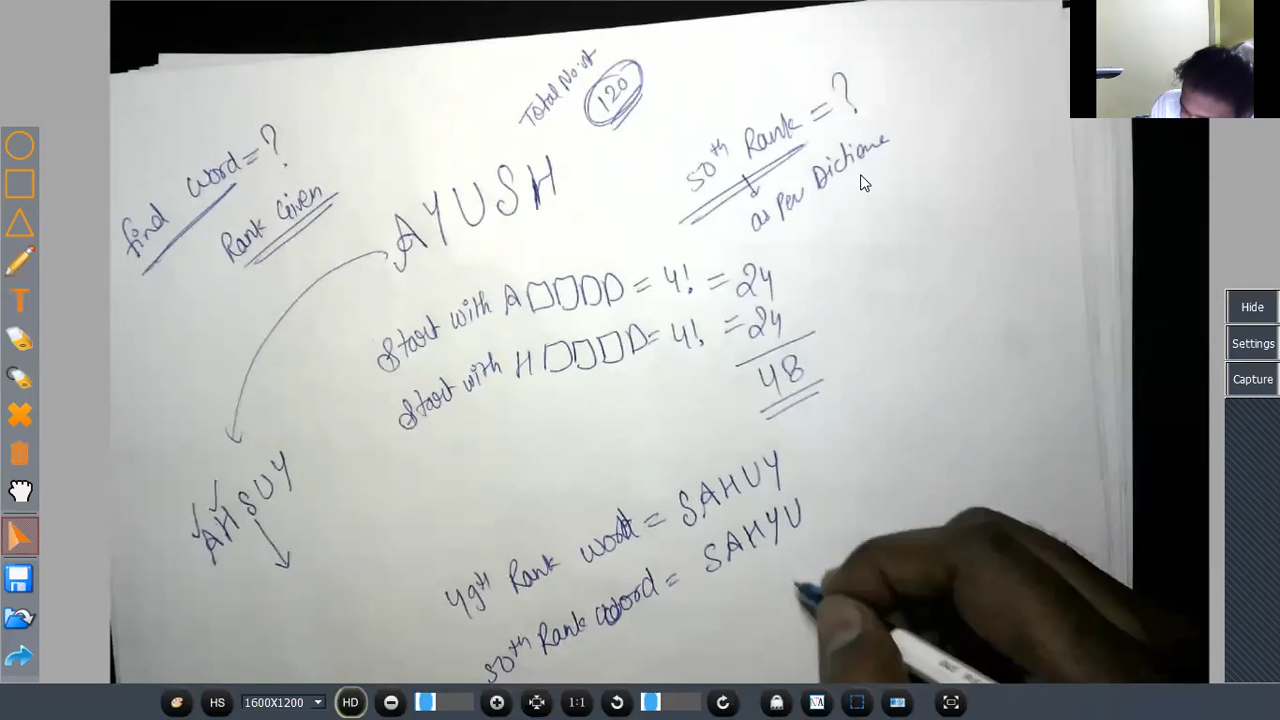 Total No. of
120
find word = ?
Rank Given
50th Rank = ?
as per Dictione
AYUSH
Start with A□□□□ = 4! = 24
Start with H□□□□ = 4! = 24
48
AHSUY
49th Rank word = SAHUY
50th Rank word = SAHYU
T
Hide
Settings
Capture
HS
1600X1200
HD
1:1